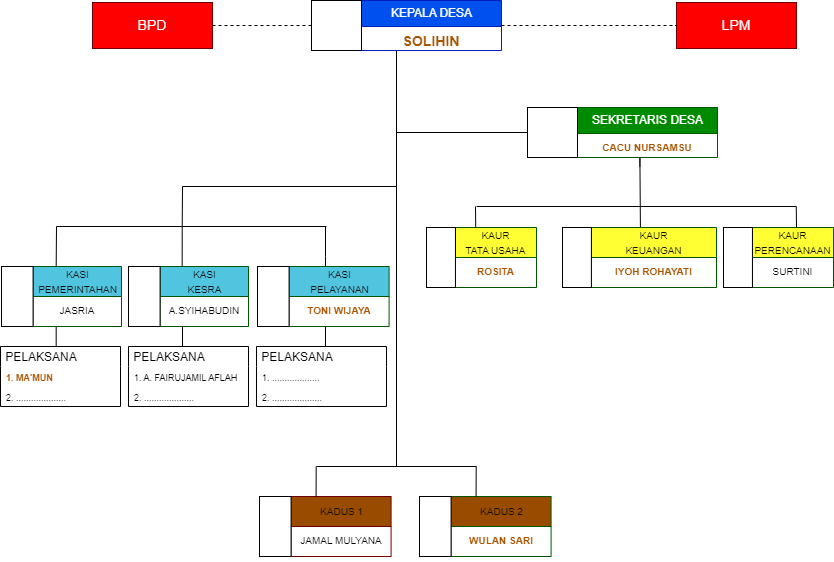 BPD
KEPALA DESA
LPM
SOLIHIN
SEKRETARIS DESA
CACU NURSAMSU
KAUR
TATA USAHA
ROSITA
KAUR
KEUANGAN
IYOH ROHAYATI
KAUR
PERENCANAAN
SURTINI
KASI
PEMERINTAHAN
JASRIA
KASI
KESRA
A.SYIHABUDIN
KASI
PELAYANAN
TONI WIJAYA
PELAKSANA
1. MA'MUN
2. ....................
PELAKSANA
1. A. FAIRUJAMIL AFLAH
2. ....................
PELAKSANA
1. ...................
2. ....................
KADUS 1
JAMAL MULYANA
KADUS 2
WULAN SARI